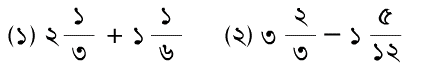 (১) ২ ১/৩ + ১ ১/৬ (২) ৩ ২/৩ − ১ ৫/১২